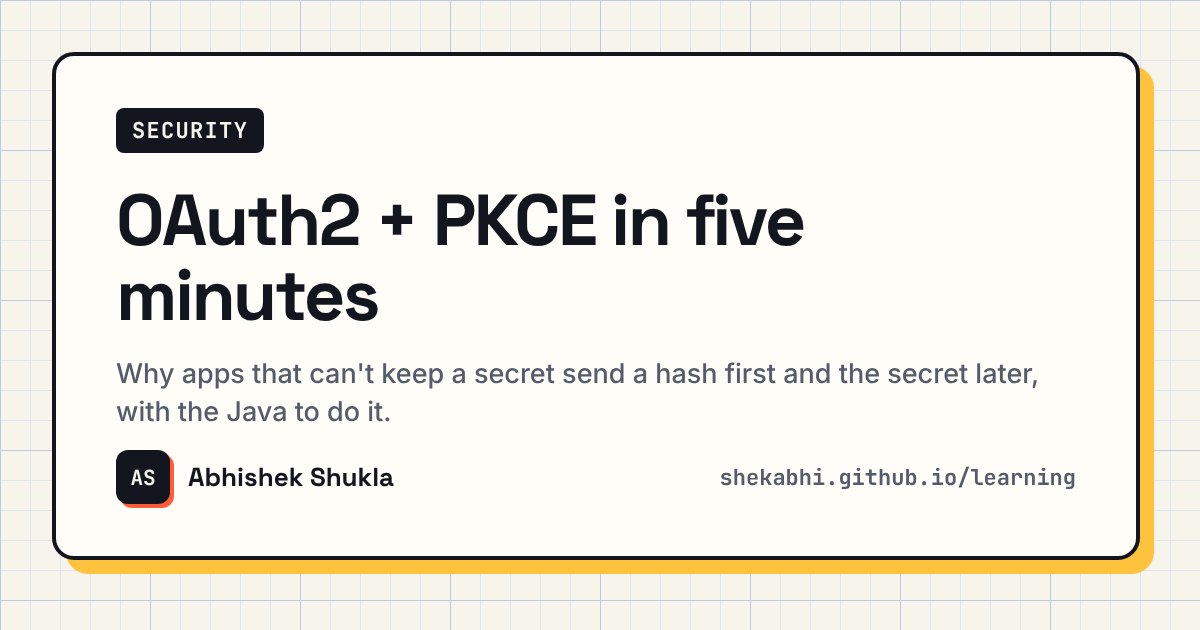 SECURITY
OAuth2 + PKCE in five
minutes
Why apps that can't keep a secret send a hash first and the secret later,
with the Java to do it.
AS
Abhishek Shukla
shekabhi.github.io/learning